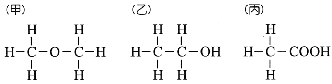 (甲) (乙) (丙)
H H H H H
H-C-O-C-H H-C-C-OH H-C-COOH
H H H H H